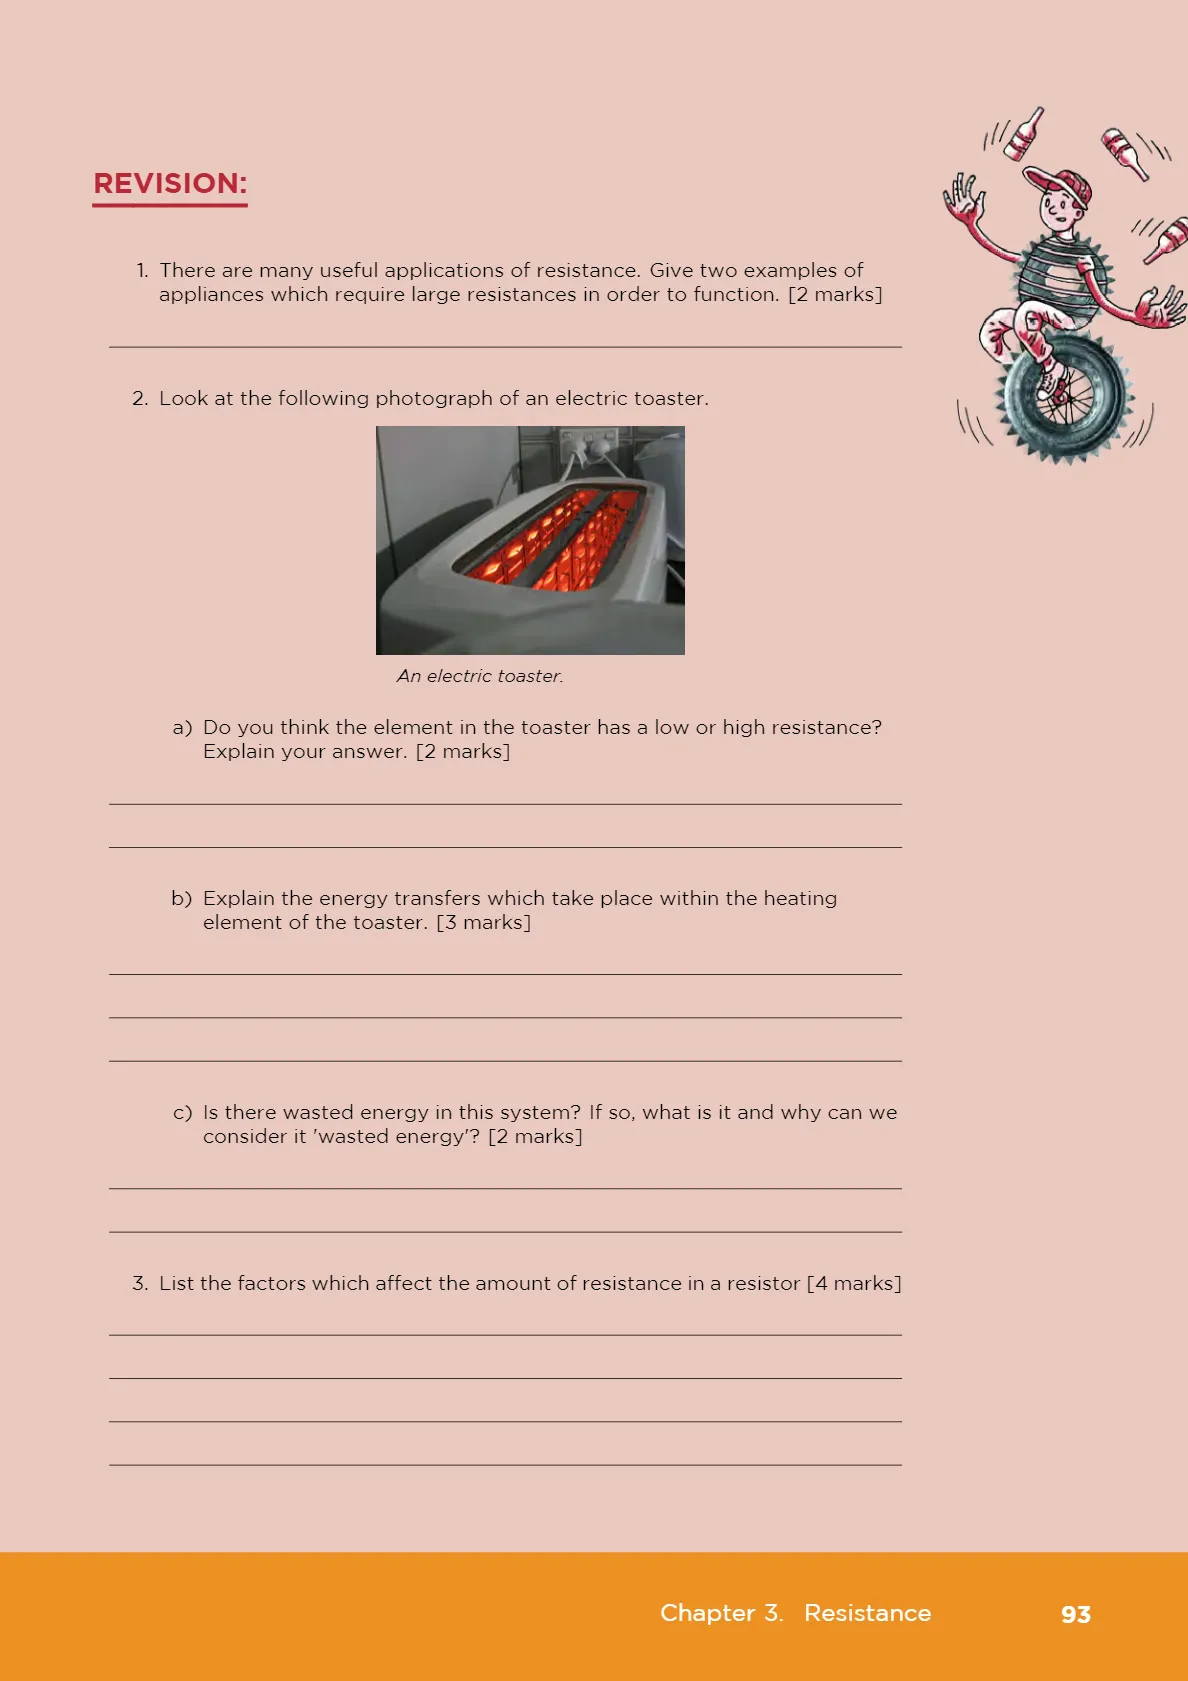 REVISION:
1. There are many useful applications of resistance. Give two examples of
appliances which require large resistances in order to function. [2 marks]
2. Look at the following photograph of an electric toaster.
An electric toaster.
a) Do you think the element in the toaster has a low or high resistance?
Explain your answer. [2 marks]
b) Explain the energy transfers which take place within the heating
element of the toaster. [3 marks]
c) Is there wasted energy in this system? If so, what is it and why can we
consider it 'wasted energy'? [2 marks]
3. List the factors which affect the amount of resistance in a resistor [4 marks]
Chapter 3. Resistance 93